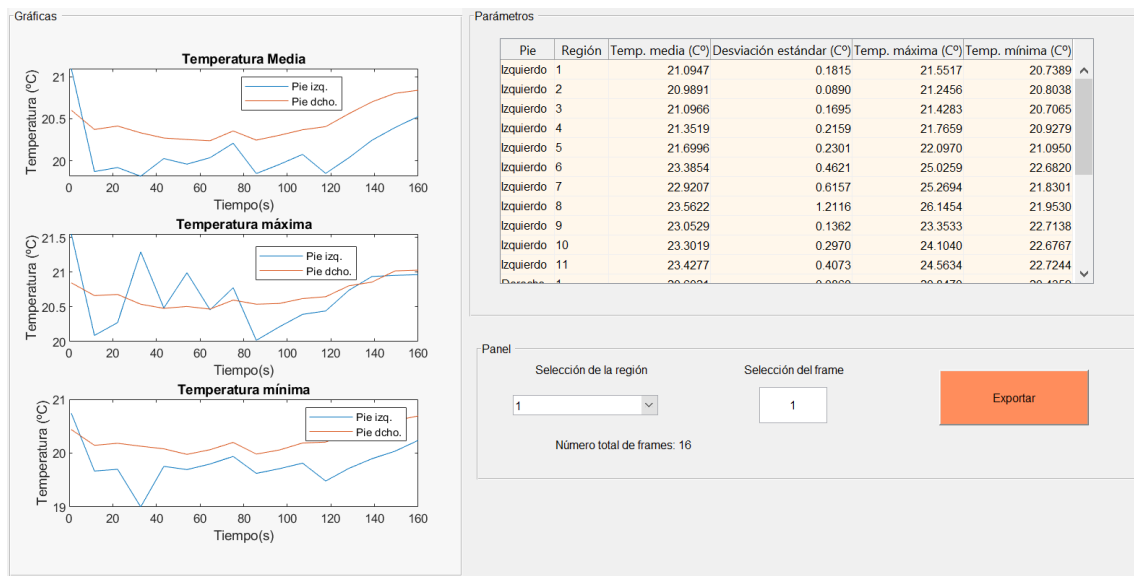 Gráficas
Temperatura Media
21
20.5
20
Temperatura (ºC)
Pie izq.
Pie dcho.
0 20 40 60 80 100 120 140 160
Tiempo(s)
Temperatura máxima
21.5
21
20.5
20
Temperatura (ºC)
Pie izq.
Pie dcho.
0 20 40 60 80 100 120 140 160
Tiempo(s)
Temperatura mínima
21
20
19
Temperatura (ºC)
Pie izq.
Pie dcho.
0 20 40 60 80 100 120 140 160
Tiempo(s)
Parámetros
Pie Región Temp. media (Cº) Desviación estándar (Cº) Temp. máxima (Cº) Temp. mínima (Cº)
Izquierdo 1 21.0947 0.1815 21.5517 20.7389
Izquierdo 2 20.9891 0.0890 21.2456 20.8038
Izquierdo 3 21.0966 0.1695 21.4283 20.7065
Izquierdo 4 21.3519 0.2159 21.7659 20.9279
Izquierdo 5 21.6996 0.2301 22.0970 21.0950
Izquierdo 6 23.3854 0.4621 25.0259 22.6820
Izquierdo 7 22.9207 0.6157 25.2694 21.8301
Izquierdo 8 23.5622 1.2116 26.1454 21.9530
Izquierdo 9 23.0529 0.1362 23.3533 22.7138
Izquierdo 10 23.3019 0.2970 24.1040 22.6767
Izquierdo 11 23.4277 0.4073 24.5634 22.7244
Derecho 1
Panel
Selección de la región
1
Selección del frame
1
Número total de frames: 16
Exportar